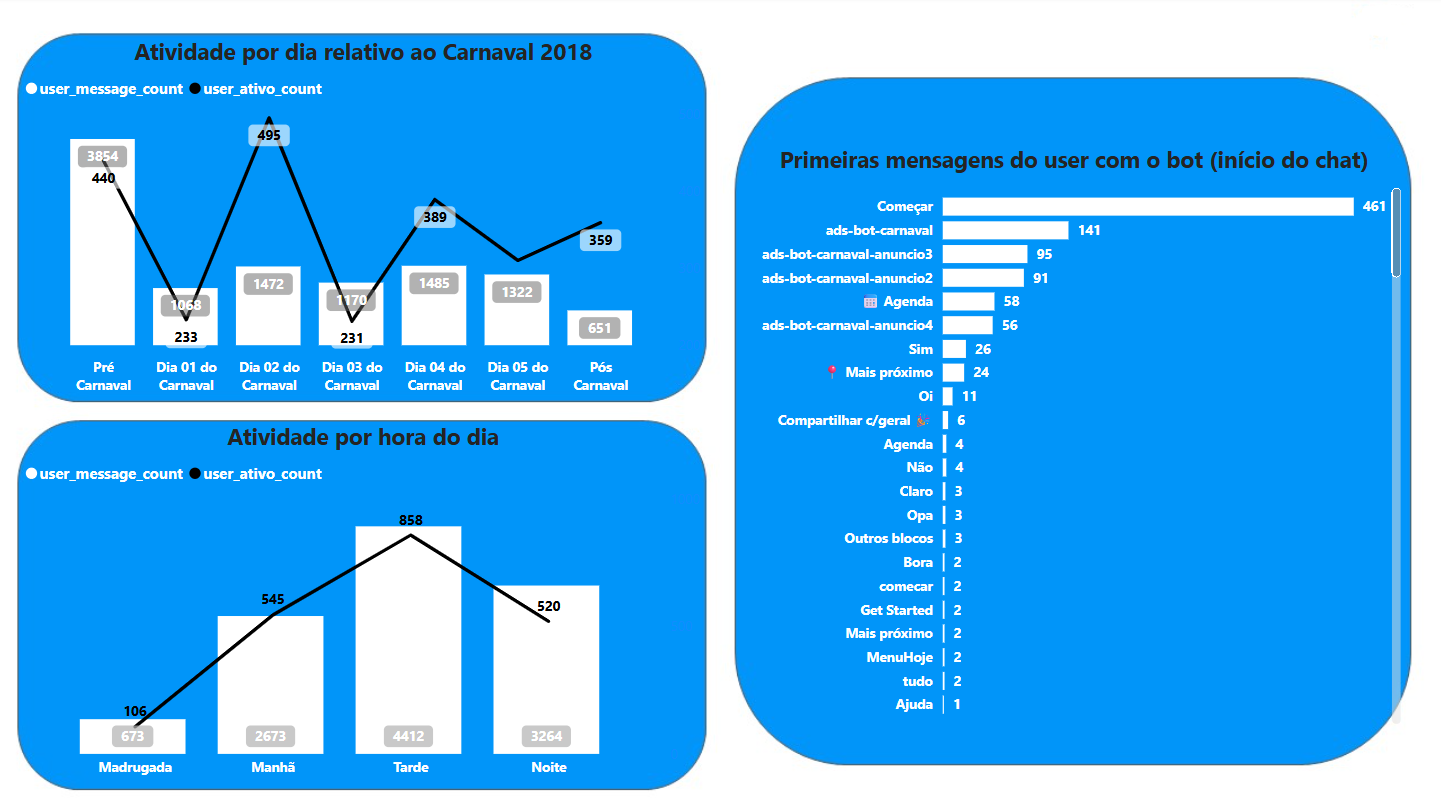 Atividade por dia relativo ao Carnaval 2018
user_message_count user_ativo_count
3854
440
1068
233
495
1472
1170
231
389
1485
1322
359
651
Pré Carnaval
Dia 01 do Carnaval
Dia 02 do Carnaval
Dia 03 do Carnaval
Dia 04 do Carnaval
Dia 05 do Carnaval
Pós Carnaval
Atividade por hora do dia
user_message_count user_ativo_count
106
545
858
520
673
2673
4412
3264
Madrugada Manhã Tarde Noite
Primeiras mensagens do user com o bot (início do chat)
Começar 461
ads-bot-carnaval 141
ads-bot-carnaval-anuncio3 95
ads-bot-carnaval-anuncio2 91
📅 Agenda 58
ads-bot-carnaval-anuncio4 56
Sim 26
📍 Mais próximo 24
Oi 11
Compartilhar c/geral 🎉 6
Agenda 4
Não 4
Claro 3
Opa 3
Outros blocos 3
Bora 2
comecar 2
Get Started 2
Mais próximo 2
MenuHoje 2
tudo 2
Ajuda 1